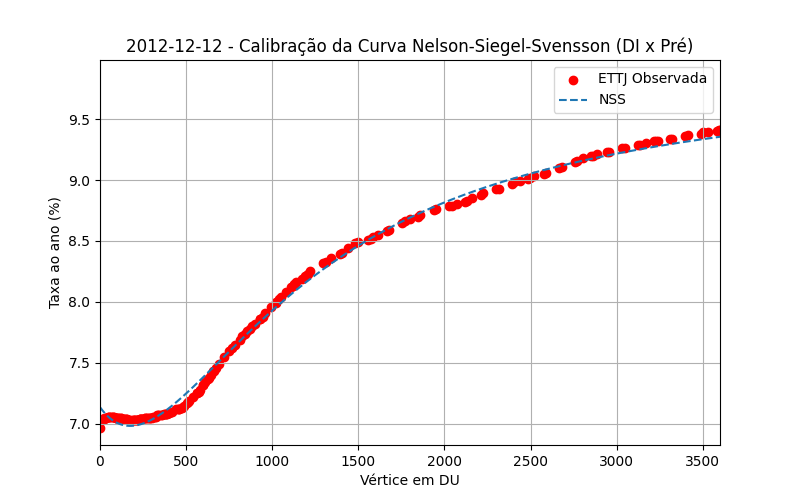 2012-12-12 - Calibração da Curva Nelson-Siegel-Svensson (DI x Pré)
ETTJ Observada
NSS
Taxa ao ano (%)
9.5
9.0
8.5
8.0
7.5
7.0
0 500 1000 1500 2000 2500 3000 3500
Vértice em DU